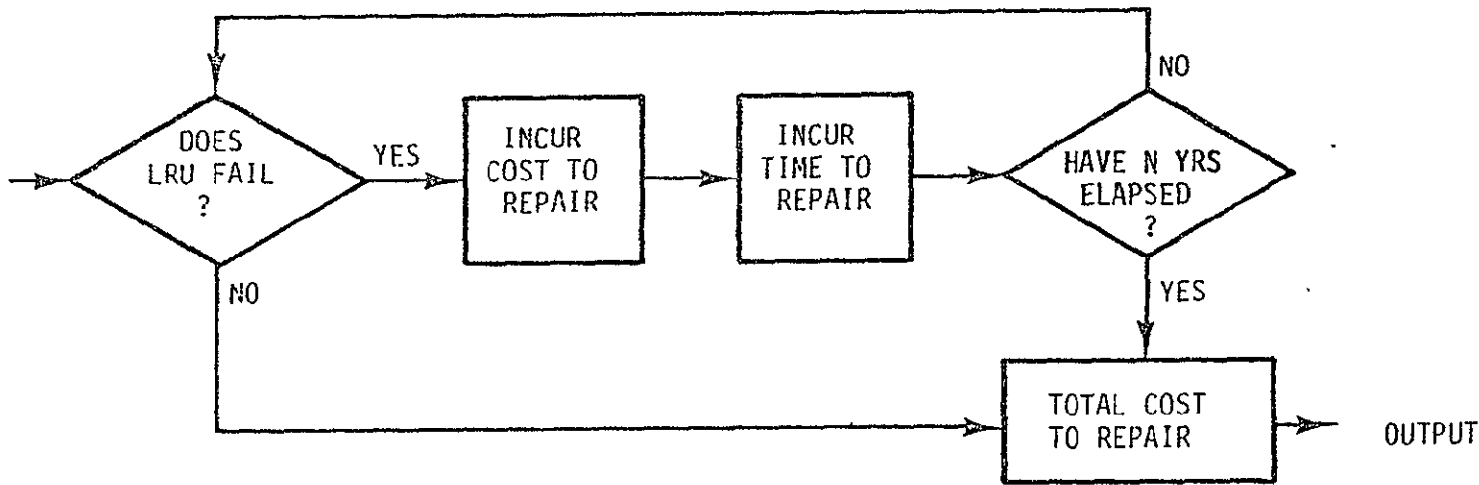 NO
DOES
LRU FAIL
?
YES
INCUR
COST TO
REPAIR
INCUR
TIME TO
REPAIR
HAVE N YRS
ELAPSED
?
NO
YES
TOTAL COST
TO REPAIR
OUTPUT